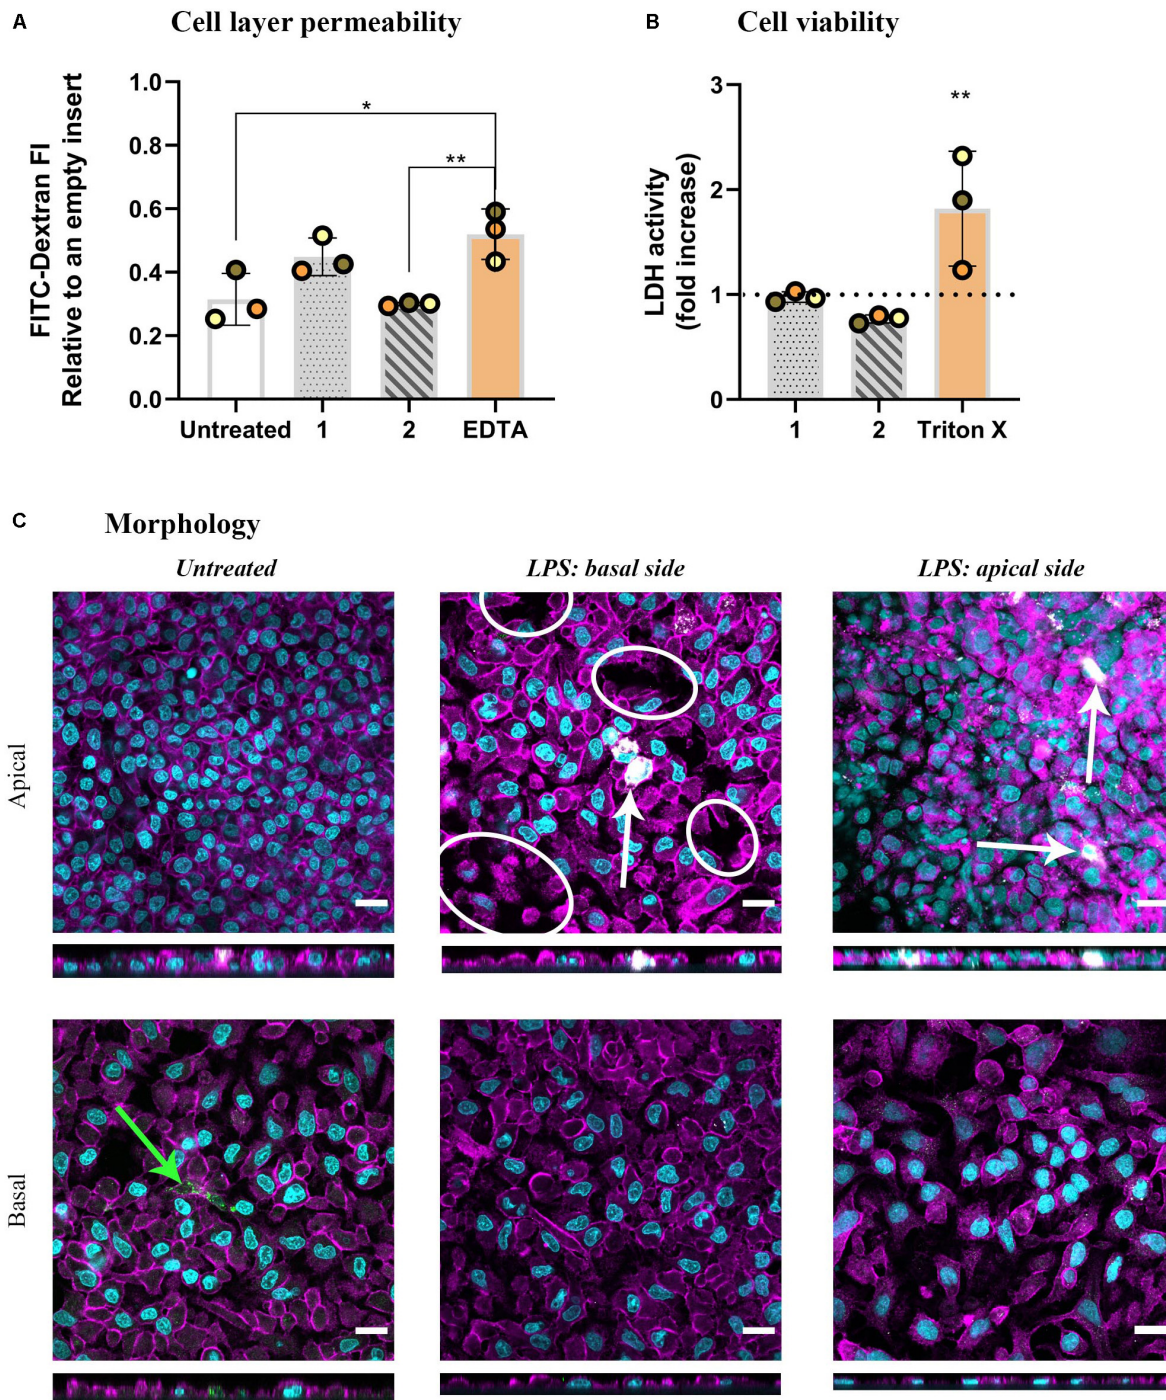 A Cell layer permeability
FITC-Dextran FI
Relative to an empty insert
1.0
0.8
0.6
0.4
0.2
0.0
*
**
Untreated 1 2 EDTA
B Cell viability
LDH activity
(fold increase)
3
2
1
0
**
1 2 Triton X
C Morphology
Untreated LPS: basal side LPS: apical side
Apical
Basal